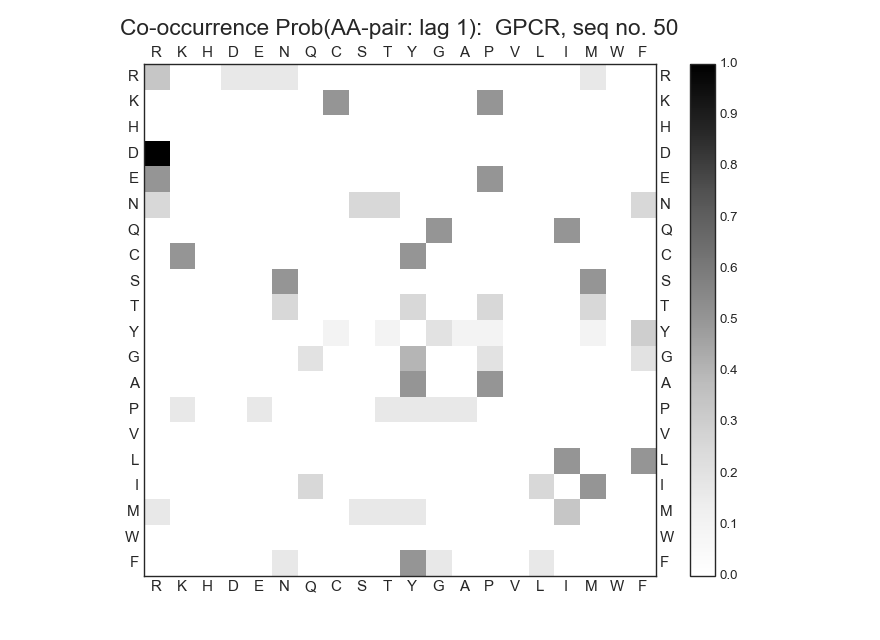 Co-occurrence Prob(AA-pair: lag 1):  GPCR, seq no. 50
R K H D E N Q C S T Y G A P V L I M W F
R R 1.0
K K 0.9
H H
D D 0.8
E E 0.7
N N
Q Q 0.6
C C
S S 0.5
T T
Y Y 0.4
G G
A A 0.3
P P
V V 0.2
L L
I I 0.1
M M
W W
F F 0.0
R K H D E N Q C S T Y G A P V L I M W F